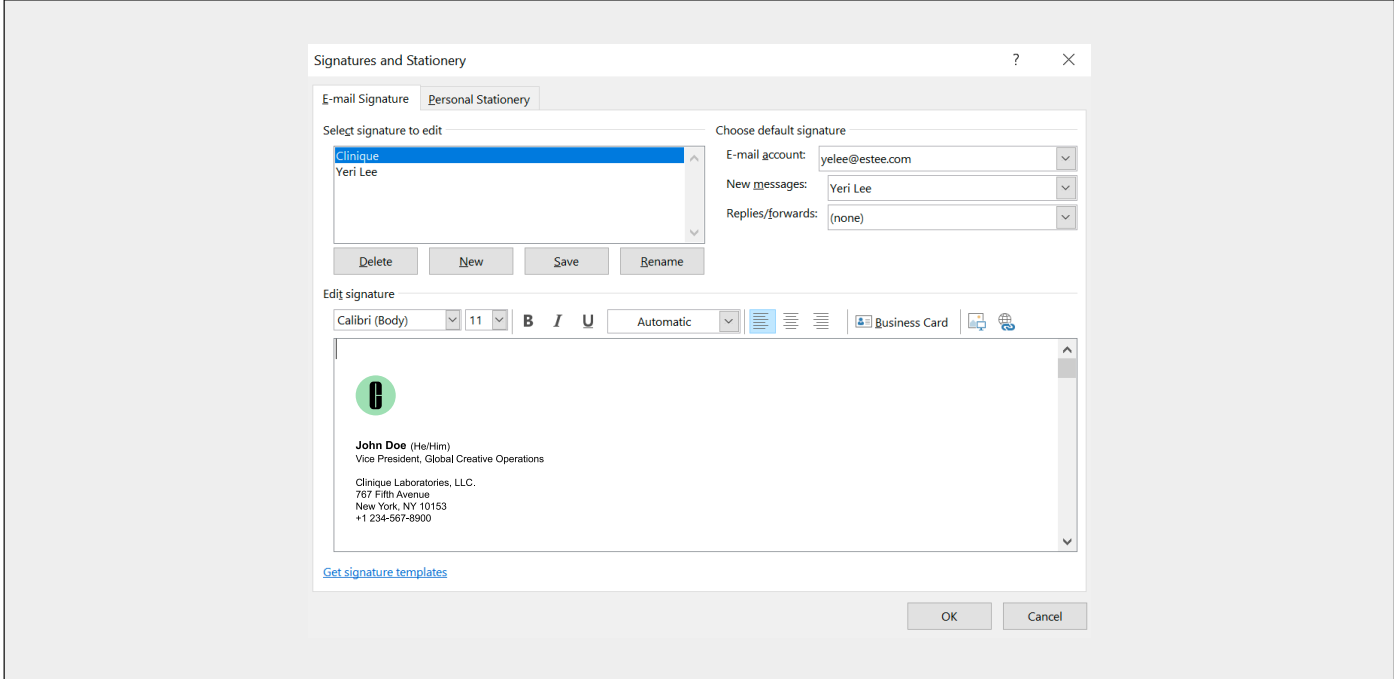 Signatures and Stationery
?
E-mail Signature
Personal Stationery
Select signature to edit
Clinique
Yeri Lee
Delete
New
Save
Rename
Choose default signature
E-mail account: yelee@estee.com
New messages: Yeri Lee
Replies/forwards: (none)
Edit signature
Calibri (Body) 11 B I U Automatic Business Card
C
John Doe (He/Him)
Vice President, Global Creative Operations
Clinique Laboratories, LLC.
767 Fifth Avenue
New York, NY 10153
+1 234-567-8900
Get signature templates
OK
Cancel